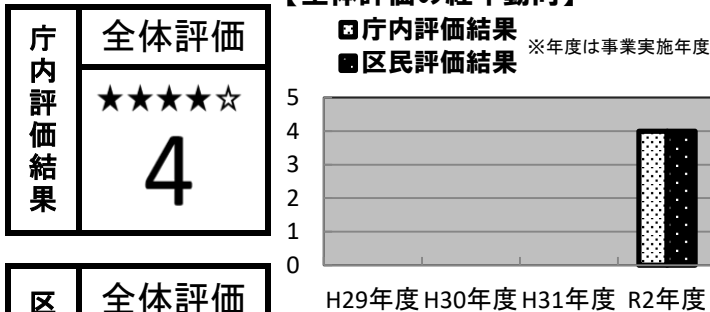 庁内評価結果
全体評価
★★★★☆
4
区
全体評価
【全体評価の経年動向】
庁内評価結果
区民評価結果
※年度は事業実施年度
5
4
3
2
1
0
H29年度 H30年度 H31年度 R2年度